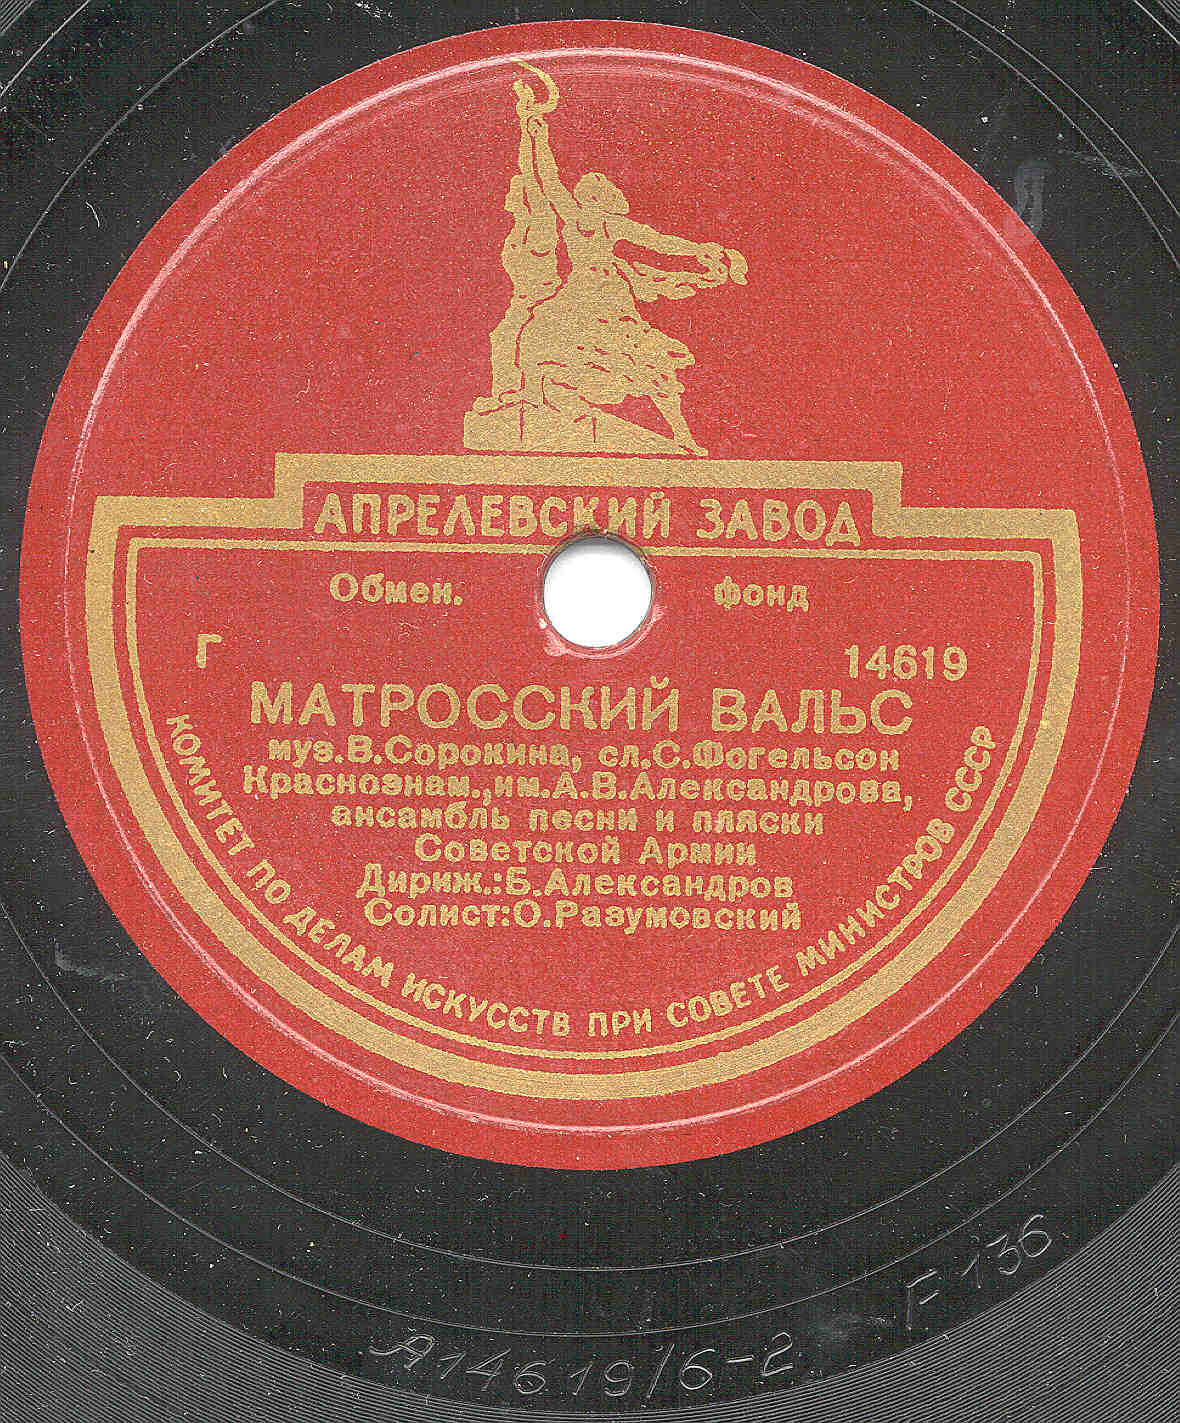 АПРЕЛЕВСКИЙ ЗАВОД
Обмен. фонд
Г 14619
МАТРОССКИЙ ВАЛЬС
муз.В.Сорокина, сл.С.Фогельсон
Краснознам.,им.А.В.Александрова,
ансамбль песни и пляски
Советской Армии
Дириж.:Б.Александров
Солист:О.Разумовский
КОМИТЕТ ПО ДЕЛАМ ИСКУССТВ ПРИ СОВЕТЕ МИНИСТРОВ СССР
F 136
А14619/6-2